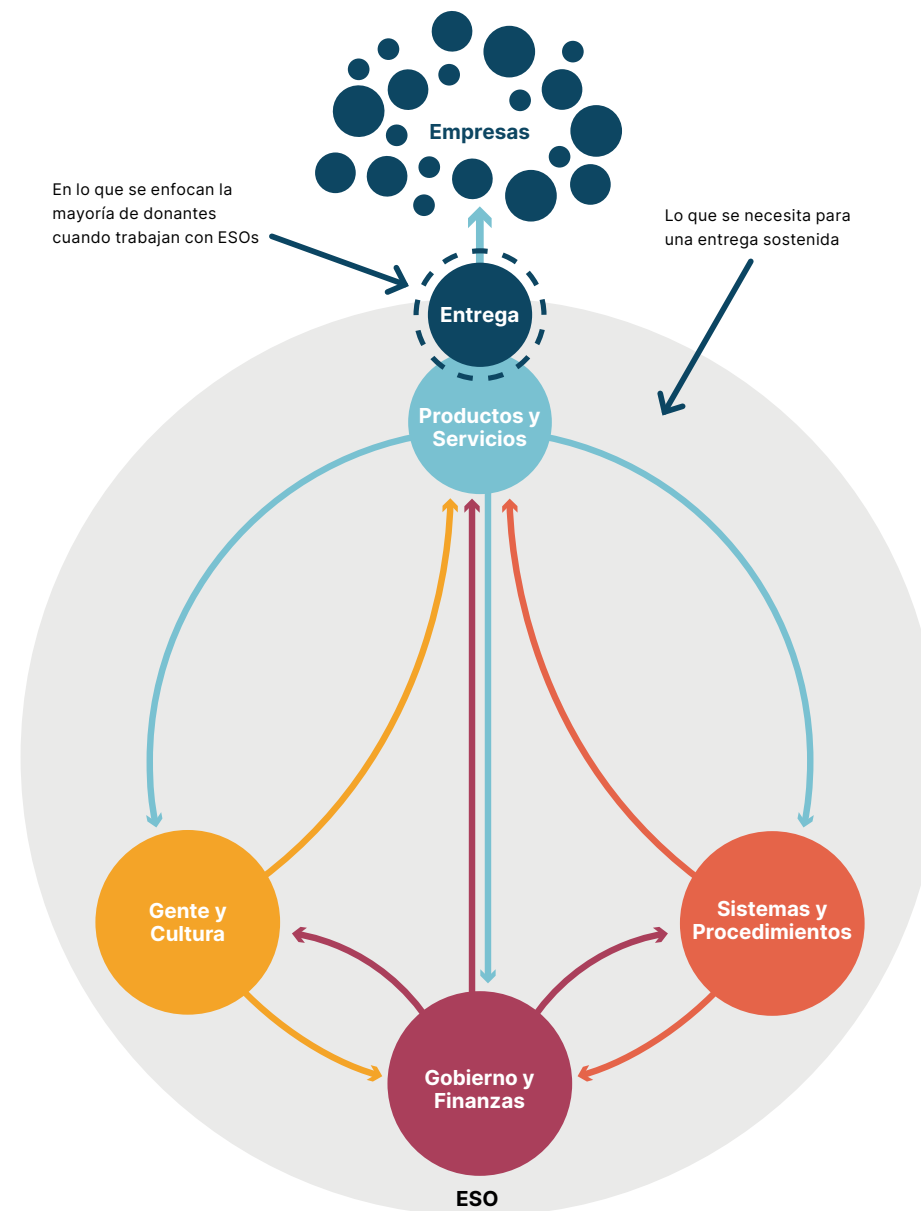 Empresas
En lo que se enfocan la
mayoría de donantes
cuando trabajan con ESOs
Lo que se necesita para
una entrega sostenida
Entrega
Productos y
Servicios
Gente y
Cultura
Sistemas y
Procedimientos
Gobierno y
Finanzas
ESO